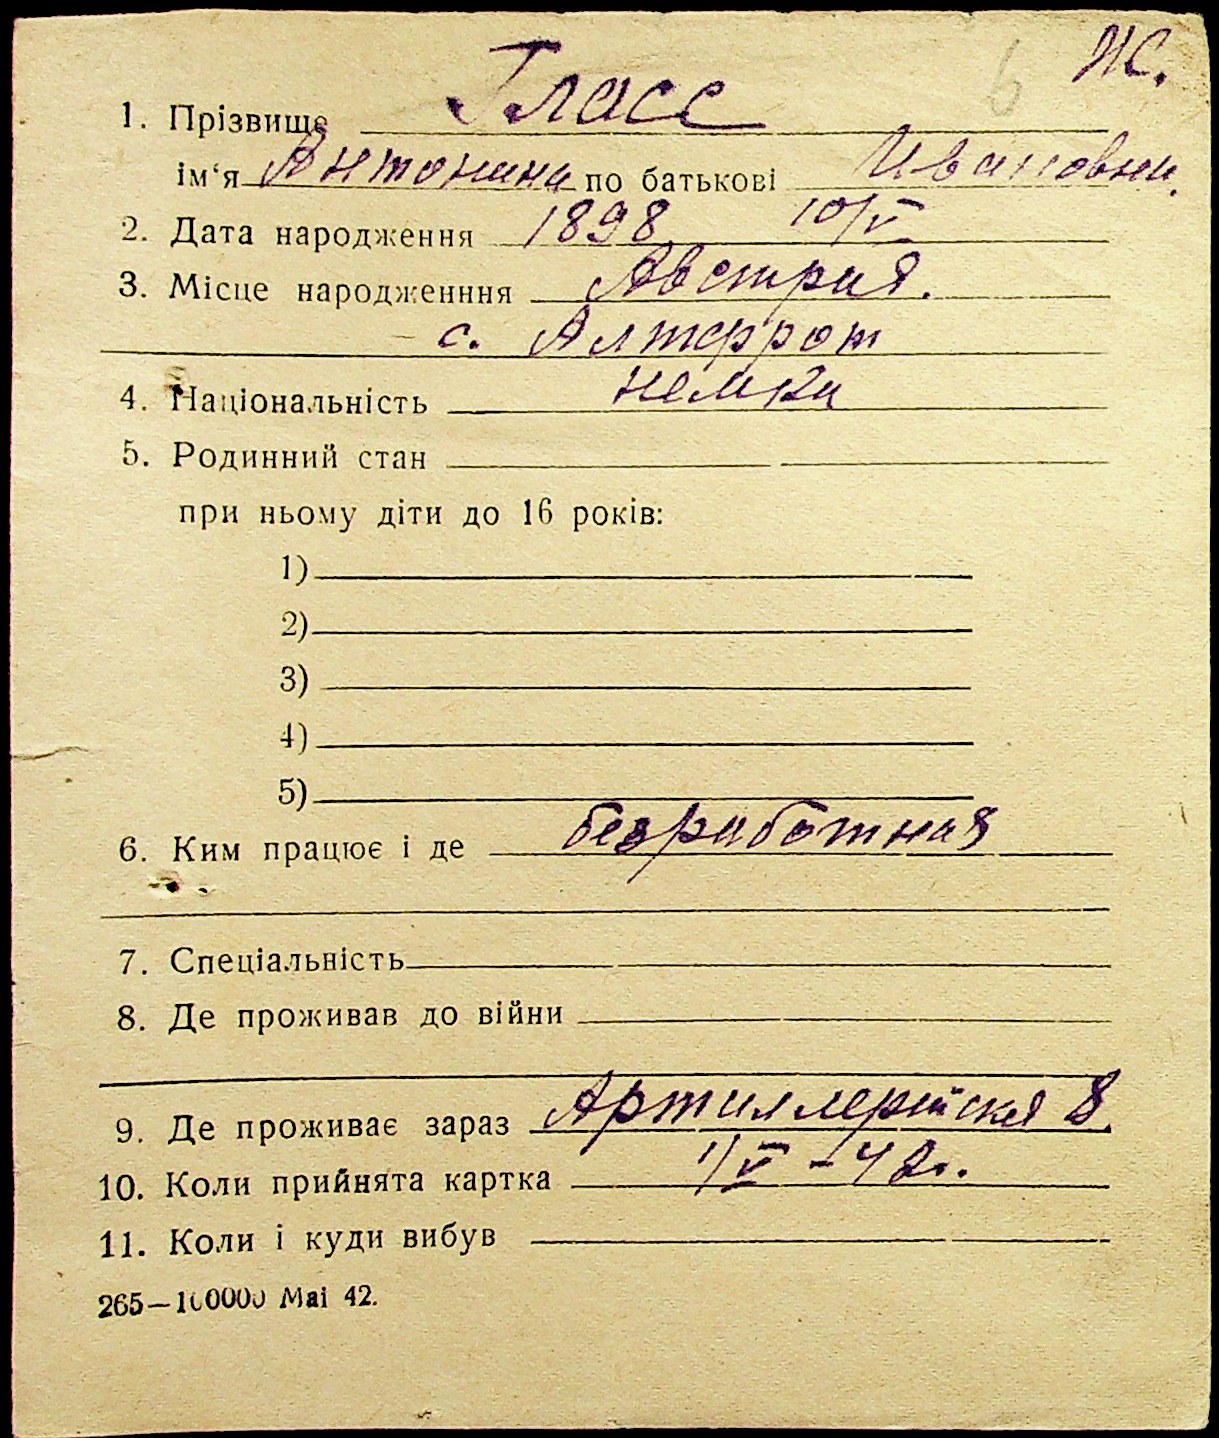 Ж.
6
1. Прізвище Гласс
ім‘я Антонина по батькові Ивановна.
2. Дата народження 1898 10/V
3. Місце народженння Австрия.
с. Алтфрот
4. Національність немка
5. Родинний стан
при ньому діти до 16 років:
1)
2)
3)
4)
5)
6. Ким працює і де безработная
7. Спеціальність
8. Де проживав до війни
9. Де проживає зараз Артиллерийская 8.
10. Коли прийнята картка 1/V – 42г.
11. Коли і куди вибув
265—100000 Mai 42.